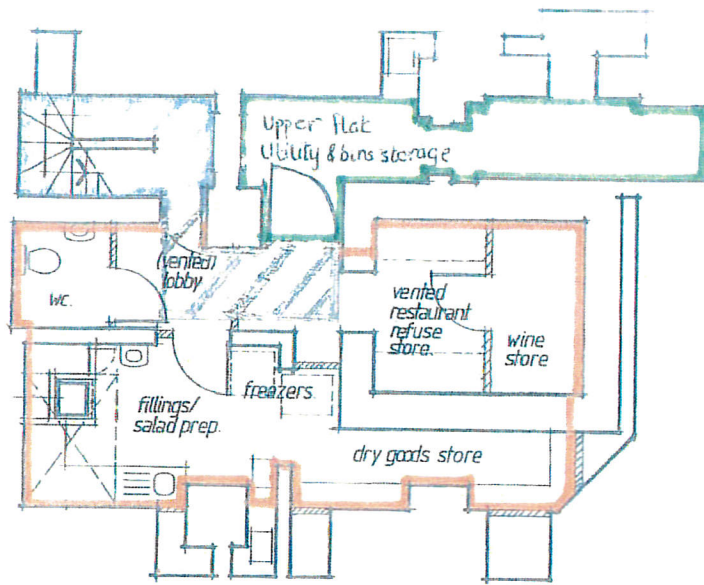 Upper flat
Utility & bins storage
(vented)
lobby
wc.
vented
restaurant
refuse
store.
wine
store
freezers.
fillings/
salad prep.
dry goods store